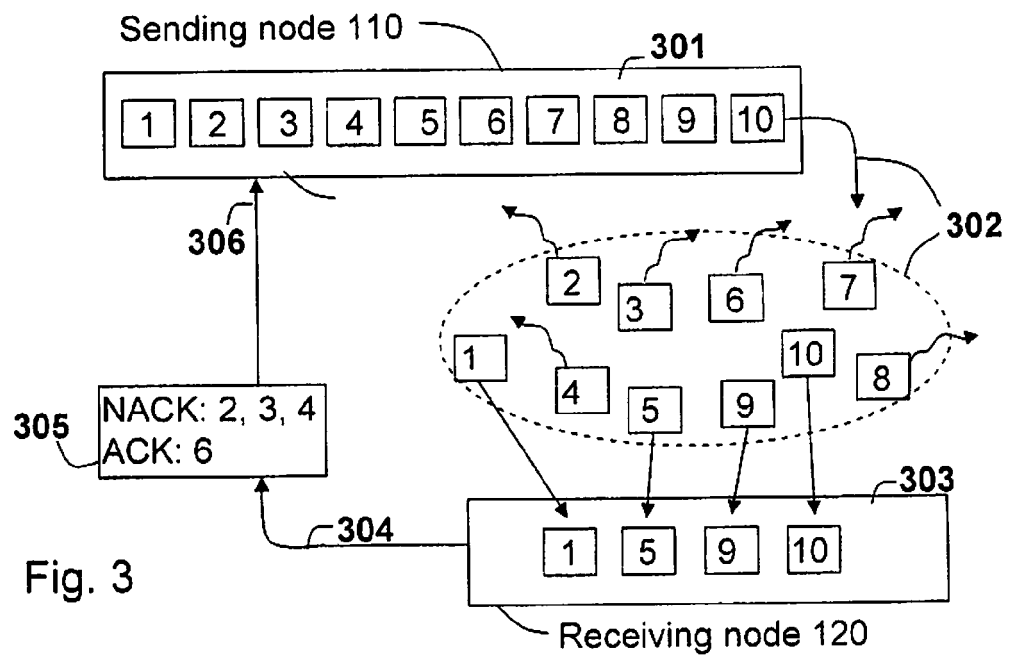 Sending node 110
301
1 2 3 4 5 6 7 8 9 10
306
302
2 3 6 7
1 4 5 9 10 8
NACK: 2, 3, 4
ACK: 6
305
303
304
1 5 9 10
Fig. 3
Receiving node 120